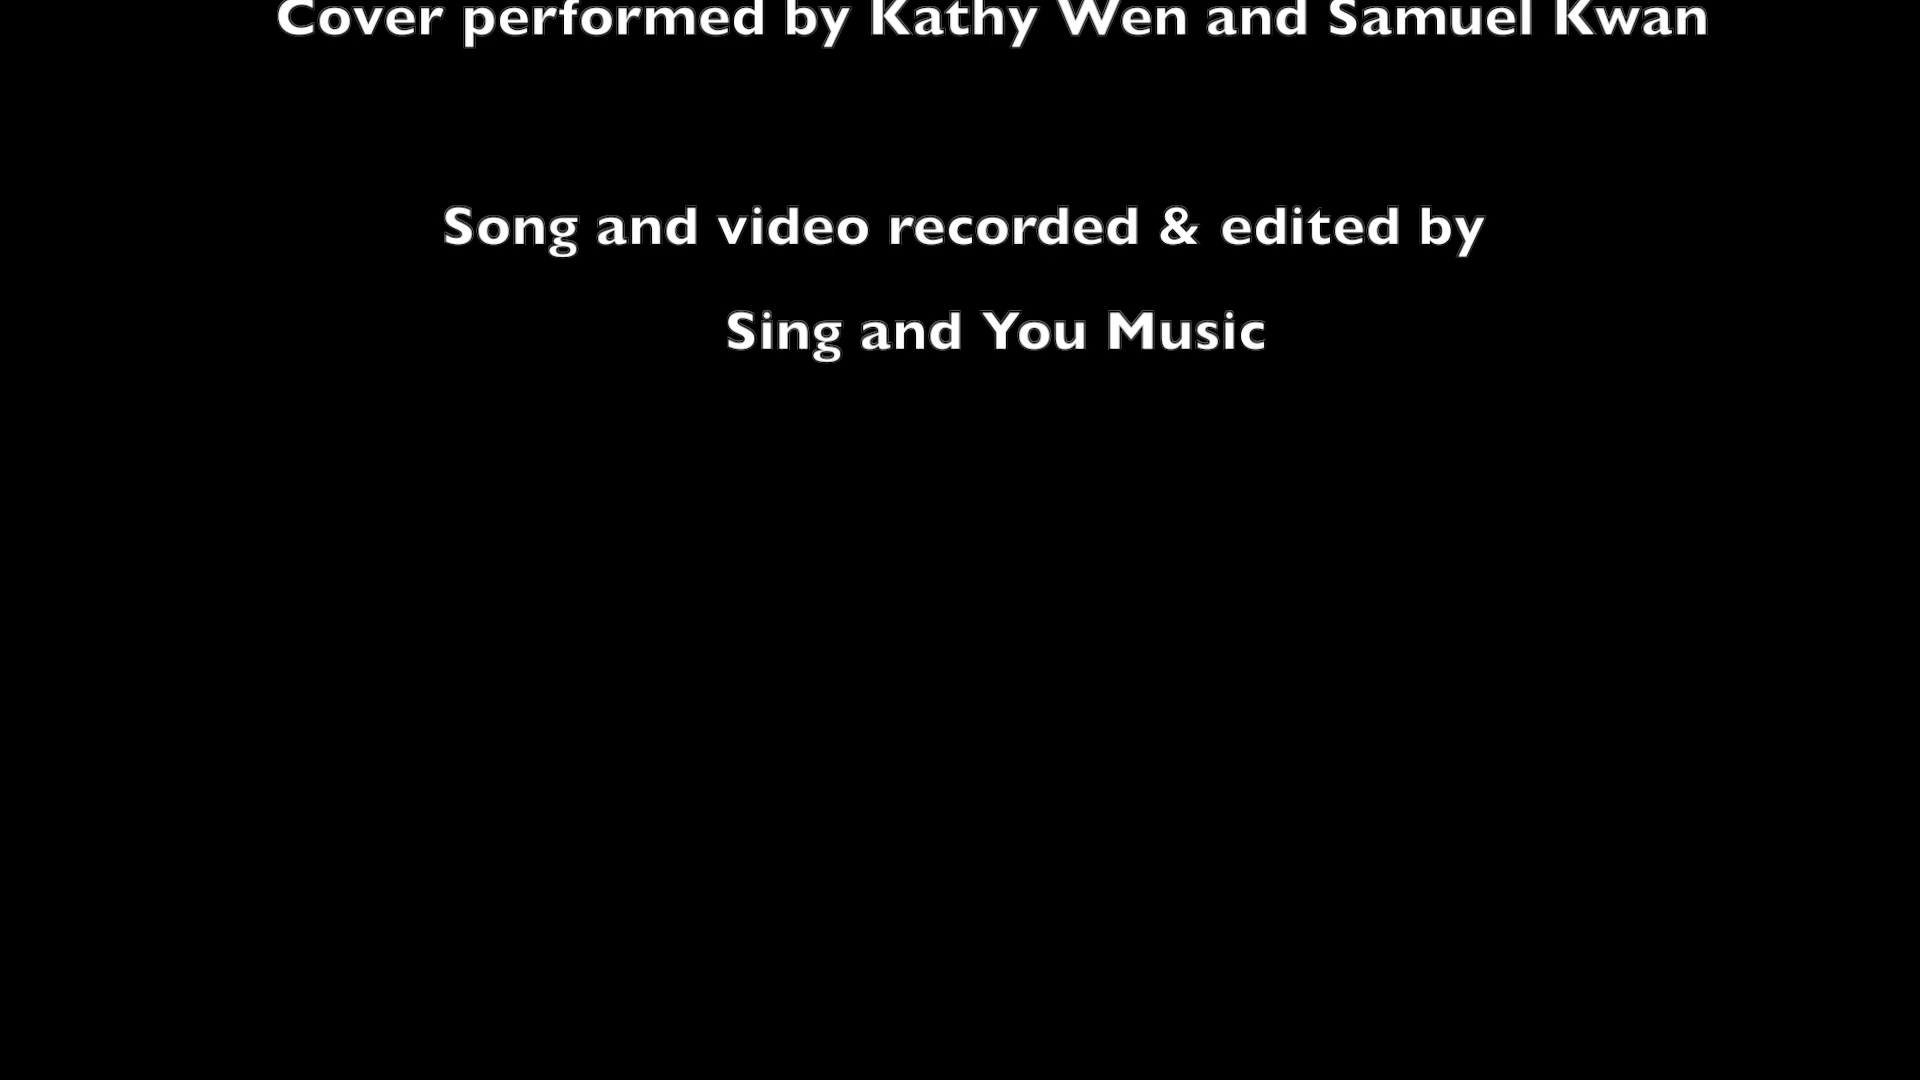 Cover performed by Kathy Wen and Samuel Kwan
Song and video recorded & edited by
Sing and You Music